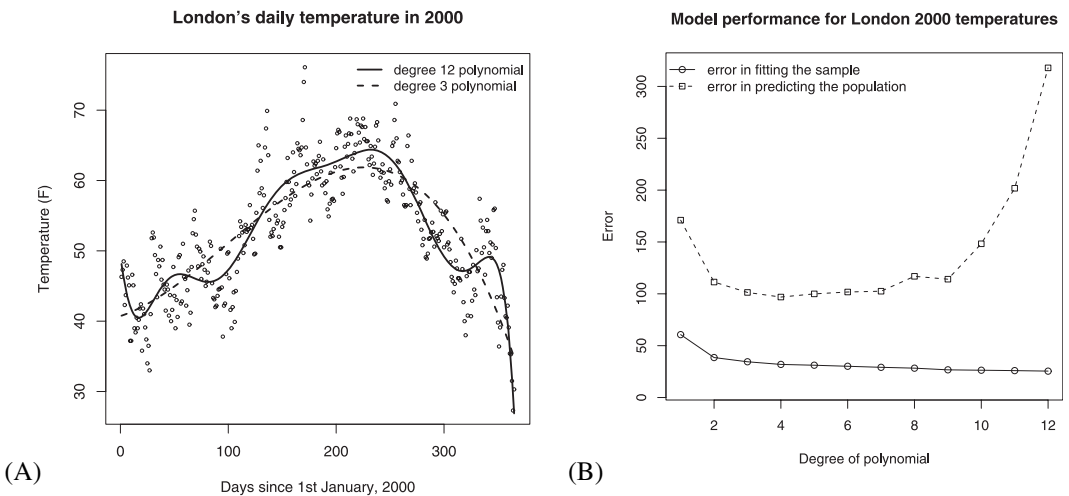 London's daily temperature in 2000
degree 12 polynomial
degree 3 polynomial
Temperature (F)
70
60
50
40
30
0
100
200
300
Days since 1st January, 2000
(A)
Model performance for London 2000 temperatures
error in fitting the sample
error in predicting the population
Error
300
250
200
150
100
50
0
2
4
6
8
10
12
Degree of polynomial
(B)